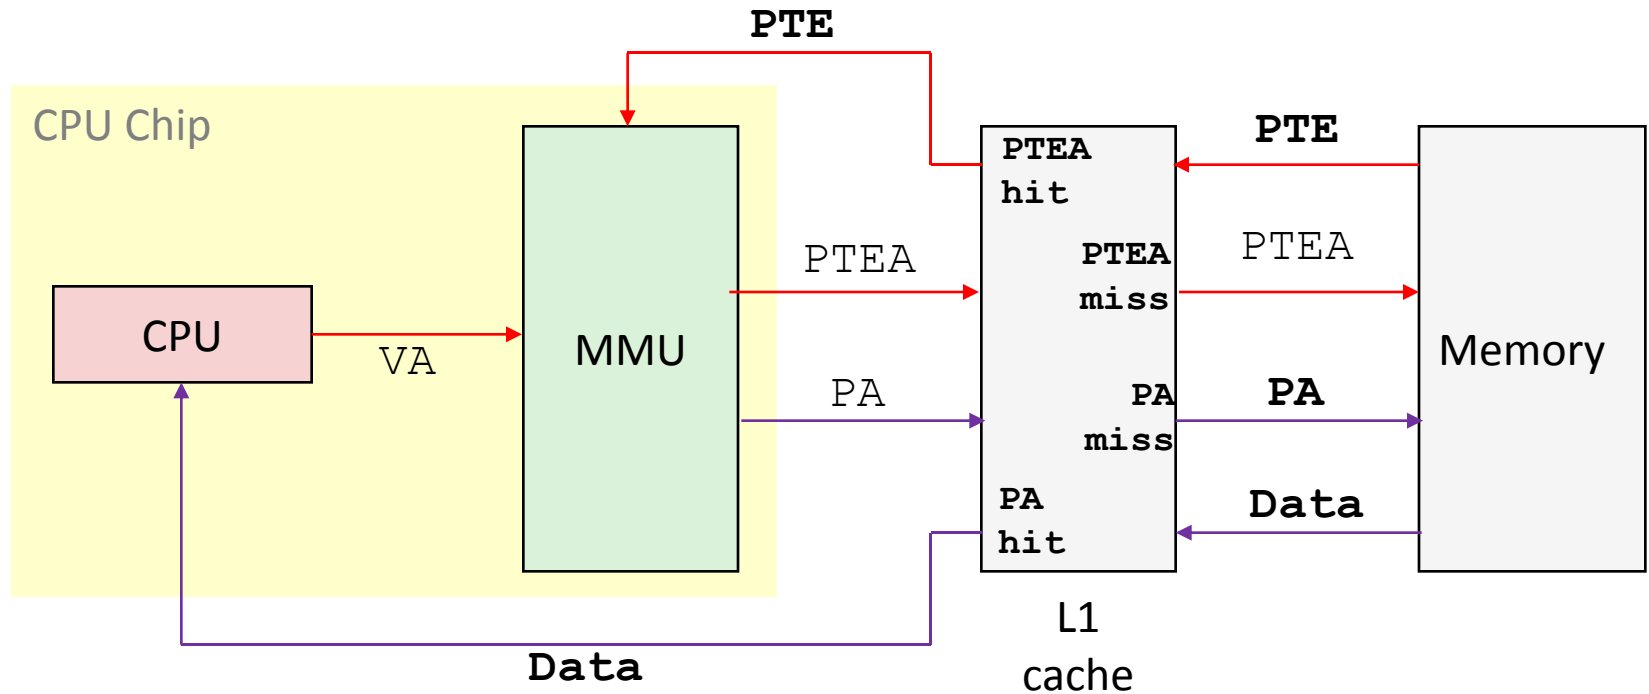 PTE
CPU Chip
PTEA
hit
PTE
PTEA
PTEA
miss
PTEA
CPU
VA
MMU
Memory
PA
PA
miss
PA
PA
hit
Data
Data
L1
cache